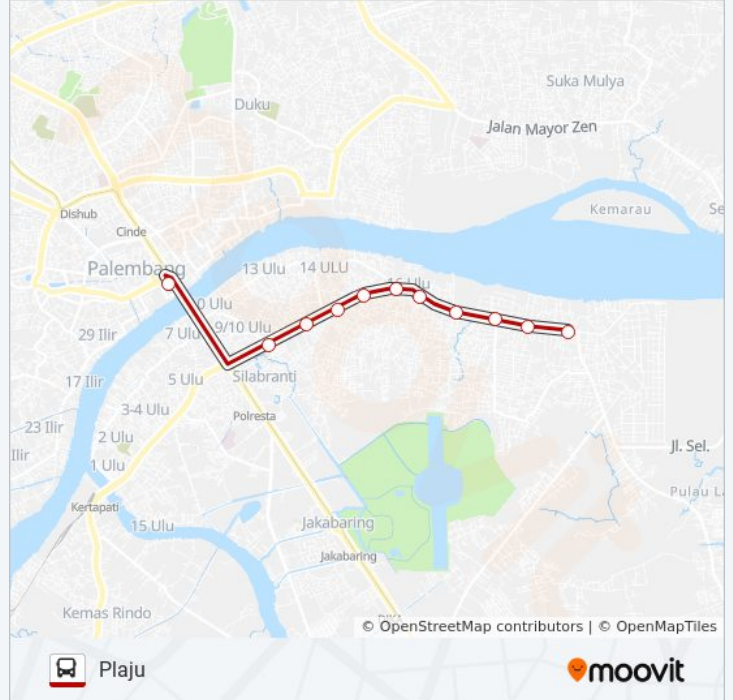 Suka Mulya
Duku
Jalan Mayor Zen
Kemarau
Se
Dishub
Cinde
Palembang
13 Ulu
14 ULU
16 Ulu
0 Ulu
9/10 Ulu
7 Ulu
29 Ilir
5 Ulu
Silabranti
17 Ilir
3-4 Ulu
Polresta
23 Ilir
2 Ulu
Jl. Sel.
Ilir
1 Ulu
Pulau L
Kertapati
15 Ulu
Jakabaring
Jakabaring
Kemas Rindo
© OpenStreetMap contributors | © OpenMapTiles
Plaju
moovit